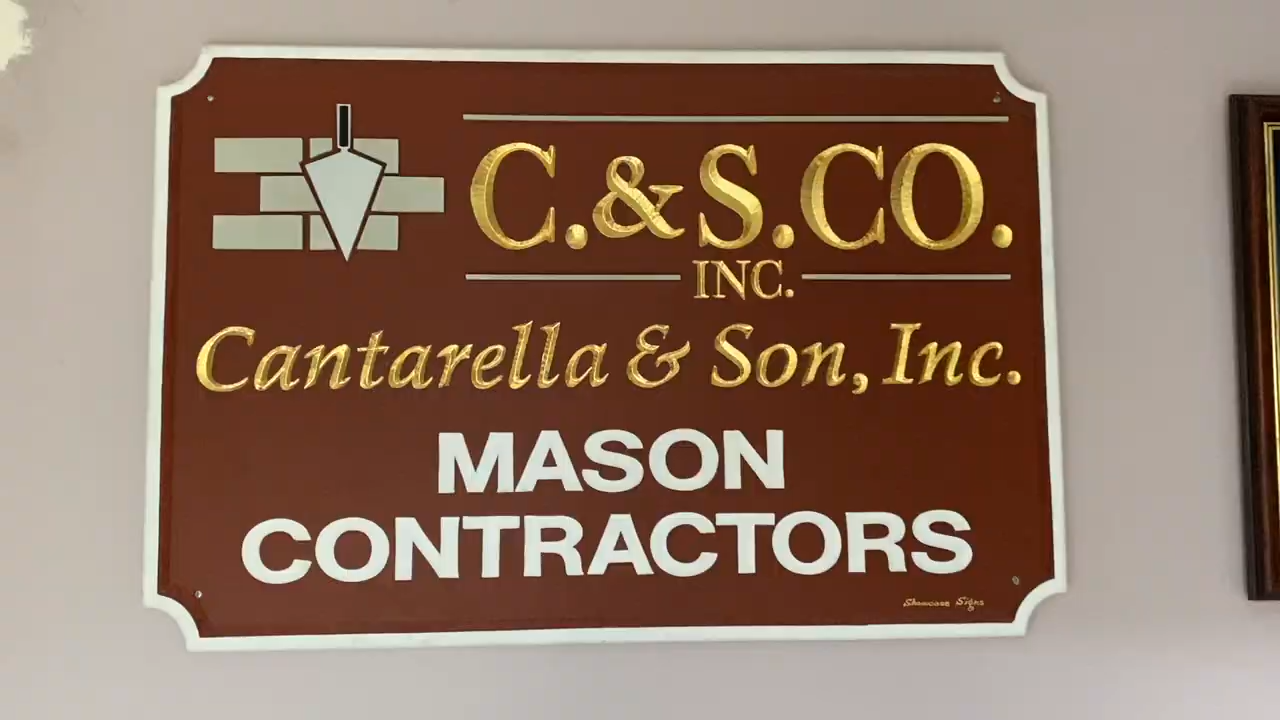 C.&S.CO.
INC.
Cantarella & Son, Inc.
MASON
CONTRACTORS
Showcase Signs